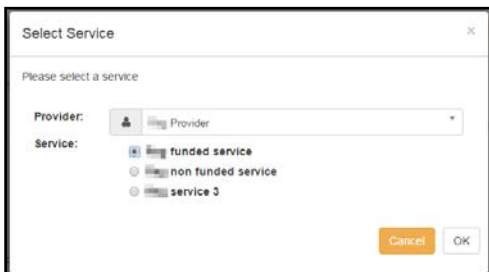 Select Service
×
Please select a service
Provider:
Provider
Service:
funded service
non funded service
service 3
Cancel
OK